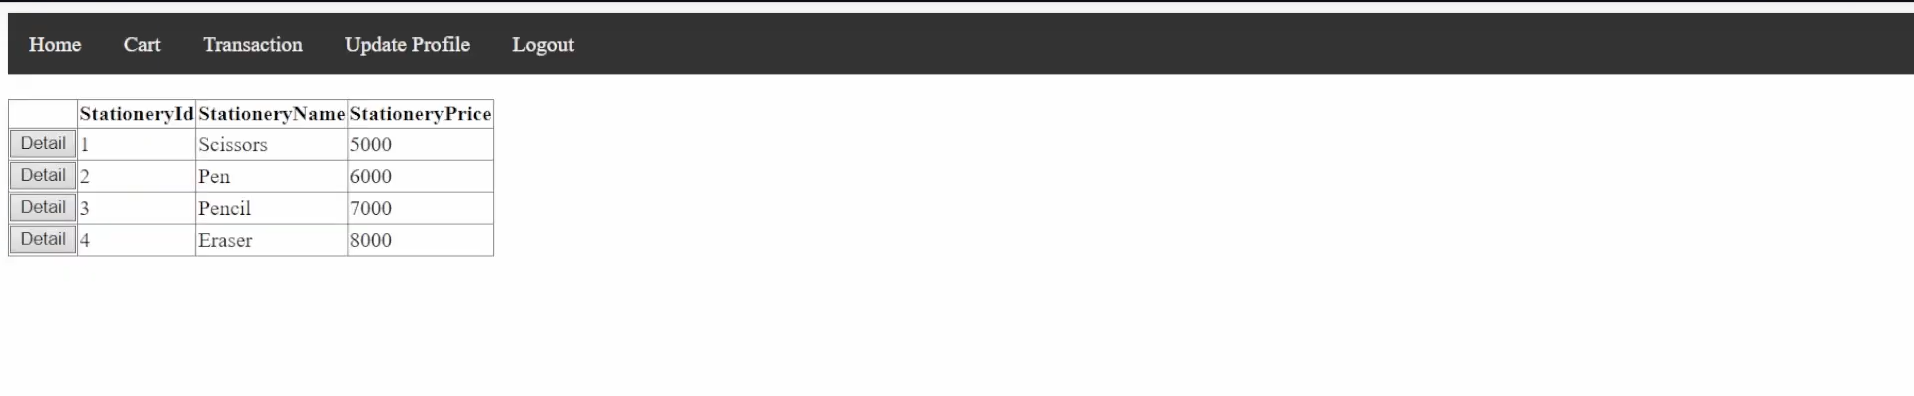 Home Cart Transaction Update Profile Logout
StationeryId StationeryName StationeryPrice
Detail 1 Scissors 5000
Detail 2 Pen 6000
Detail 3 Pencil 7000
Detail 4 Eraser 8000